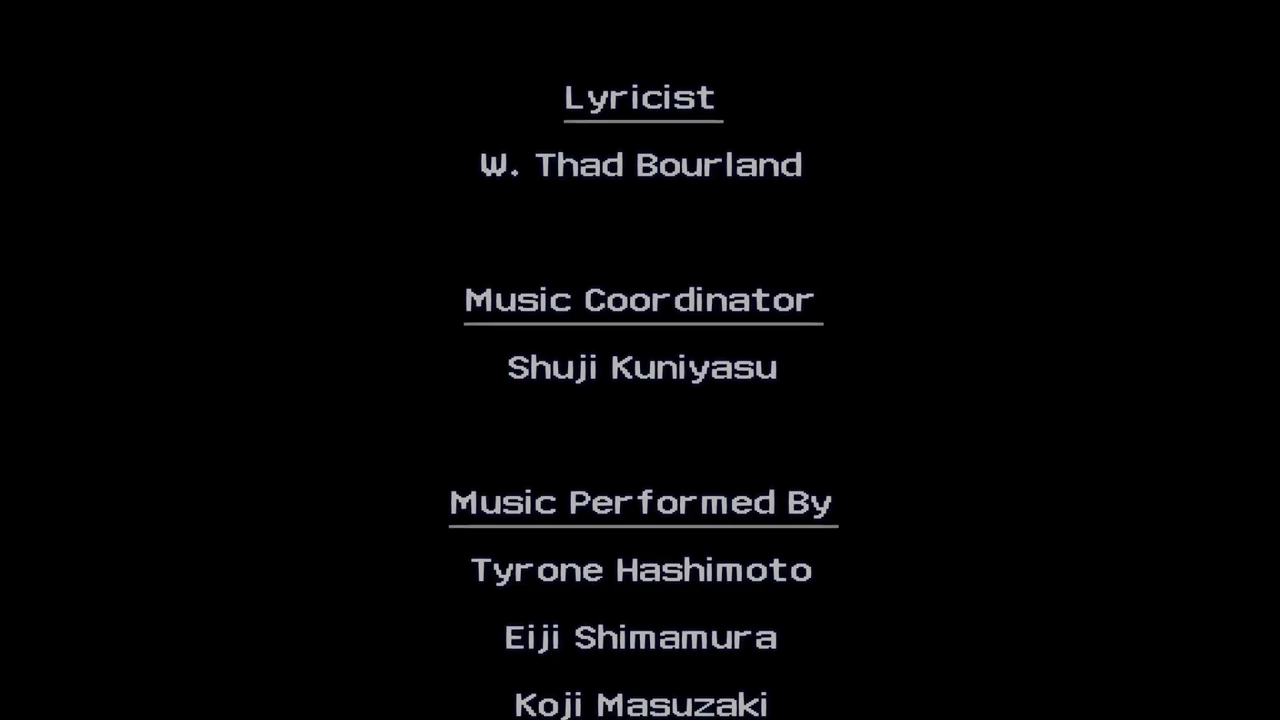 Lyricist
W. Thad Bourland
Music Coordinator
Shuji Kuniyasu
Music Performed By
Tyrone Hashimoto
Eiji Shimamura
Koji Masuzaki